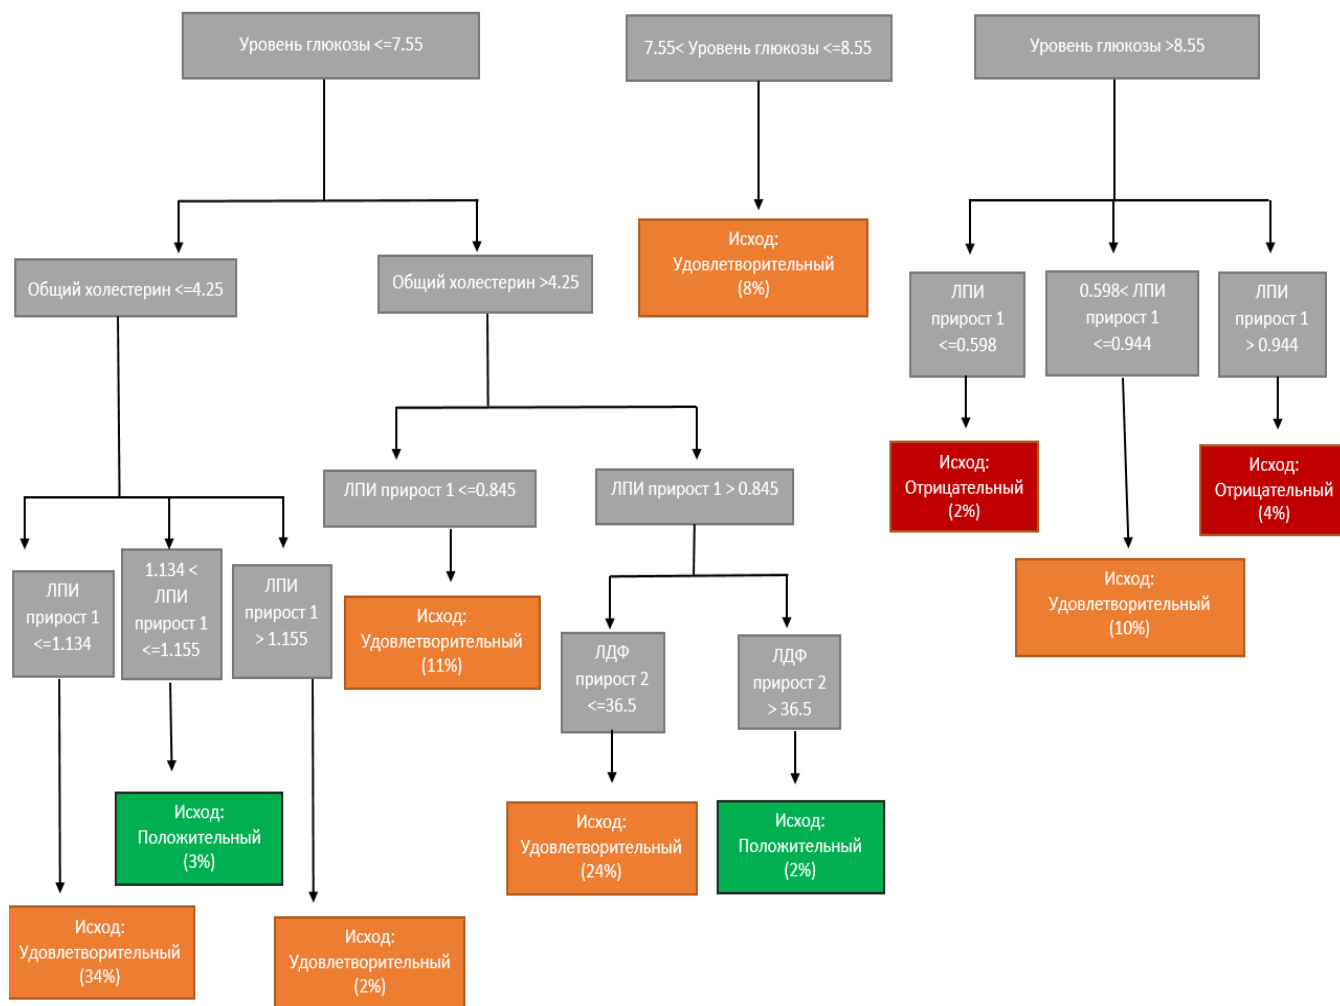 Уровень глюкозы <=7.55
7.55< Уровень глюкозы <=8.55
Уровень глюкозы >8.55
Исход:
Удовлетворительный
(8%)
Общий холестерин <=4.25
Общий холестерин >4.25
ЛПИ
прирост 1
<=0.598
0.598< ЛПИ
прирост 1
<=0.944
ЛПИ
прирост 1
> 0.944
Исход:
Отрицательный
(2%)
Исход:
Отрицательный
(4%)
ЛПИ прирост 1 <=0.845
ЛПИ прирост 1 > 0.845
ЛПИ
прирост 1
<=1.134
1.134 <
ЛПИ
прирост 1
<=1.155
ЛПИ
прирост 1
> 1.155
Исход:
Удовлетворительный
(11%)
Исход:
Удовлетворительный
(10%)
ЛДФ
прирост 2
<=36.5
ЛДФ
прирост 2
> 36.5
Исход:
Положительный
(3%)
Исход:
Удовлетворительный
(24%)
Исход:
Положительный
(2%)
Исход:
Удовлетворительный
(34%)
Исход:
Удовлетворительный
(2%)